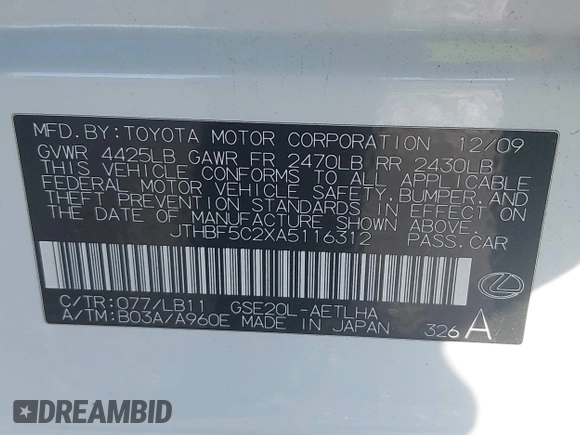 MFD. BY: TOYOTA MOTOR CORPORATION 12/09
GVWR 4425LB GAWR FR 2470LB RR 2430LB
THIS VEHICLE CONFORMS TO ALL APPLICABLE
FEDERAL MOTOR VEHICLE SAFETY, BUMPER, AND
THEFT PREVENTION STANDARDS IN EFFECT ON
THE DATE OF MANUFACTURE SHOWN ABOVE.
JTHBF5C2XA5116312 PASS. CAR
C/TR: 077/LB11 GSE20L-AETLHA
A/TM: B03A/A960E MADE IN JAPAN 326 A
DREAMBID